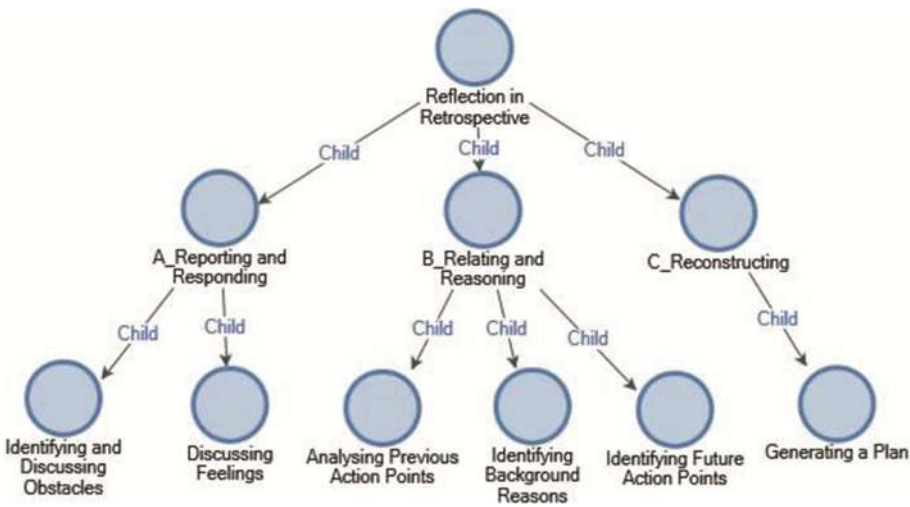 Reflection in
Retrospective
Child
Child
Child
A_Reporting and
Responding
B_Relating and
Reasoning
C_Reconstructing
Child
Child
Child
Child
Child
Child
Identifying and
Discussing
Obstacles
Discussing
Feelings
Analysing Previous
Action Points
Identifying
Background
Reasons
Identifying Future
Action Points
Generating a Plan